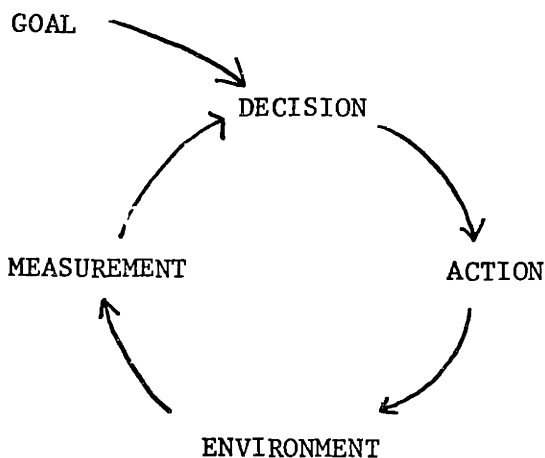 GOAL
DECISION
MEASUREMENT
ACTION
ENVIRONMENT